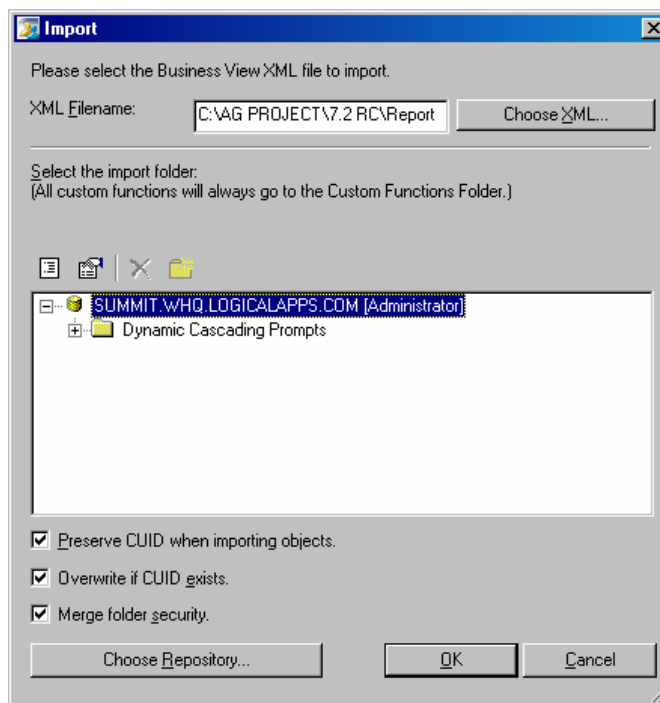 Import
Please select the Business View XML file to import.
XML Filename:
C:\AG PROJECT\7.2 RC\Report
Choose XML...
Select the import folder:
(All custom functions will always go to the Custom Functions Folder.)
SUMMIT.WHQ.LOGICALAPPS.COM [Administrator]
Dynamic Cascading Prompts
Preserve CUID when importing objects.
Overwrite if CUID exists.
Merge folder security.
Choose Repository...
OK
Cancel